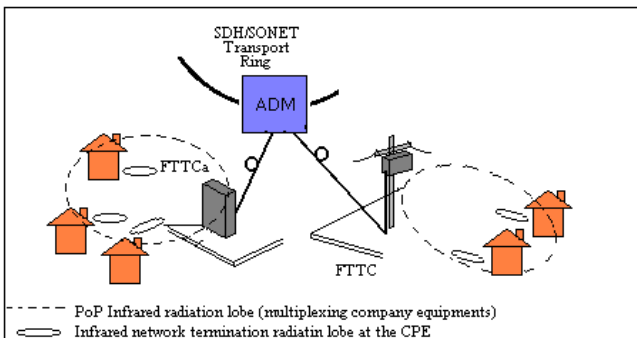 SDH/SONET
Transport
Ring
ADM
FTTCa
FTTC
PoP Infrared radiation lobe (multiplexing company equipments)
Infrared network termination radiatin lobe at the CPE